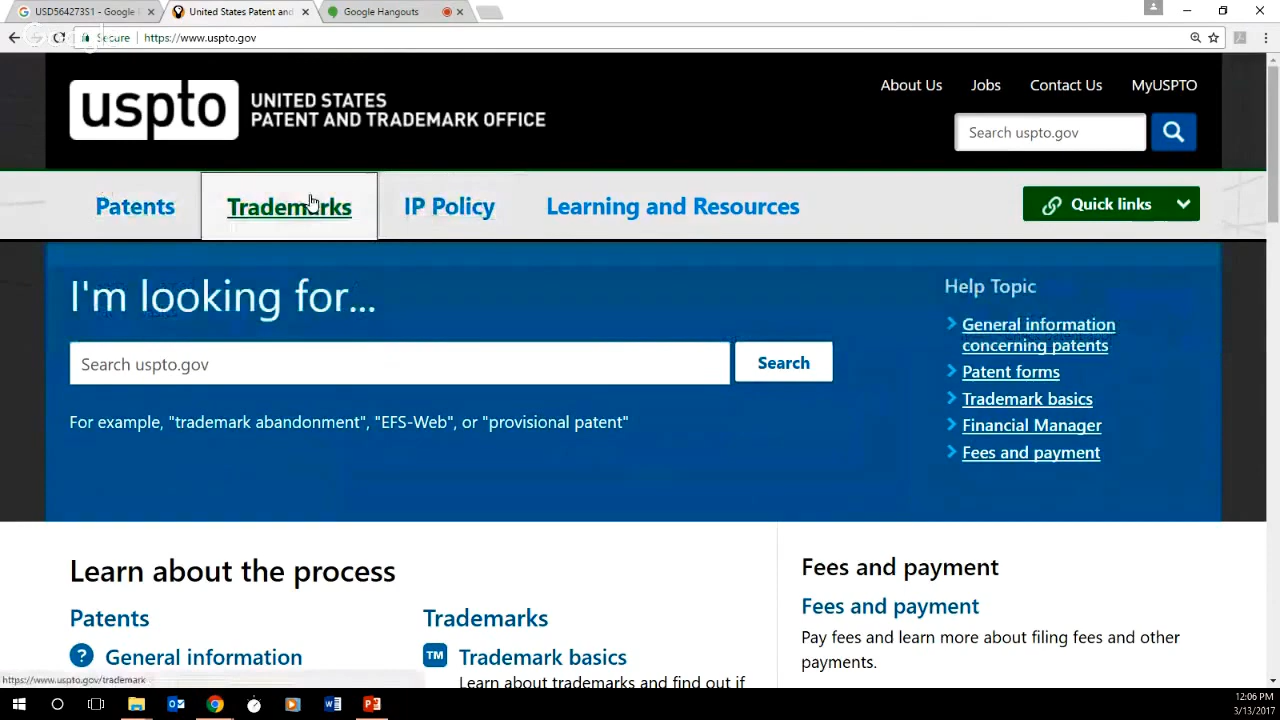 USD5642735 1 - Google
United States Patent and
Google Hangouts
Secure
https://www.uspto.gov
uspto
UNITED STATES
PATENT AND TRADEMARK OFFICE
About Us
Jobs
Contact Us
MyUSPTO
Search uspto.gov
Patents
Trademarks
IP Policy
Learning and Resources
Quick links
I'm looking for...
Search uspto.gov
Search
For example, "trademark abandonment", "EFS-Web", or "provisional patent"
Help Topic
General information
concerning patents
Patent forms
Trademark basics
Financial Manager
Fees and payment
Learn about the process
Patents
? General information
Trademarks
TM Trademark basics
Learn about trademarks and find out if
Fees and payment
Fees and payment
Pay fees and learn more about filing fees and other
payments.
https://www.uspto.gov/trademark
12:06 PM
3/13/2017